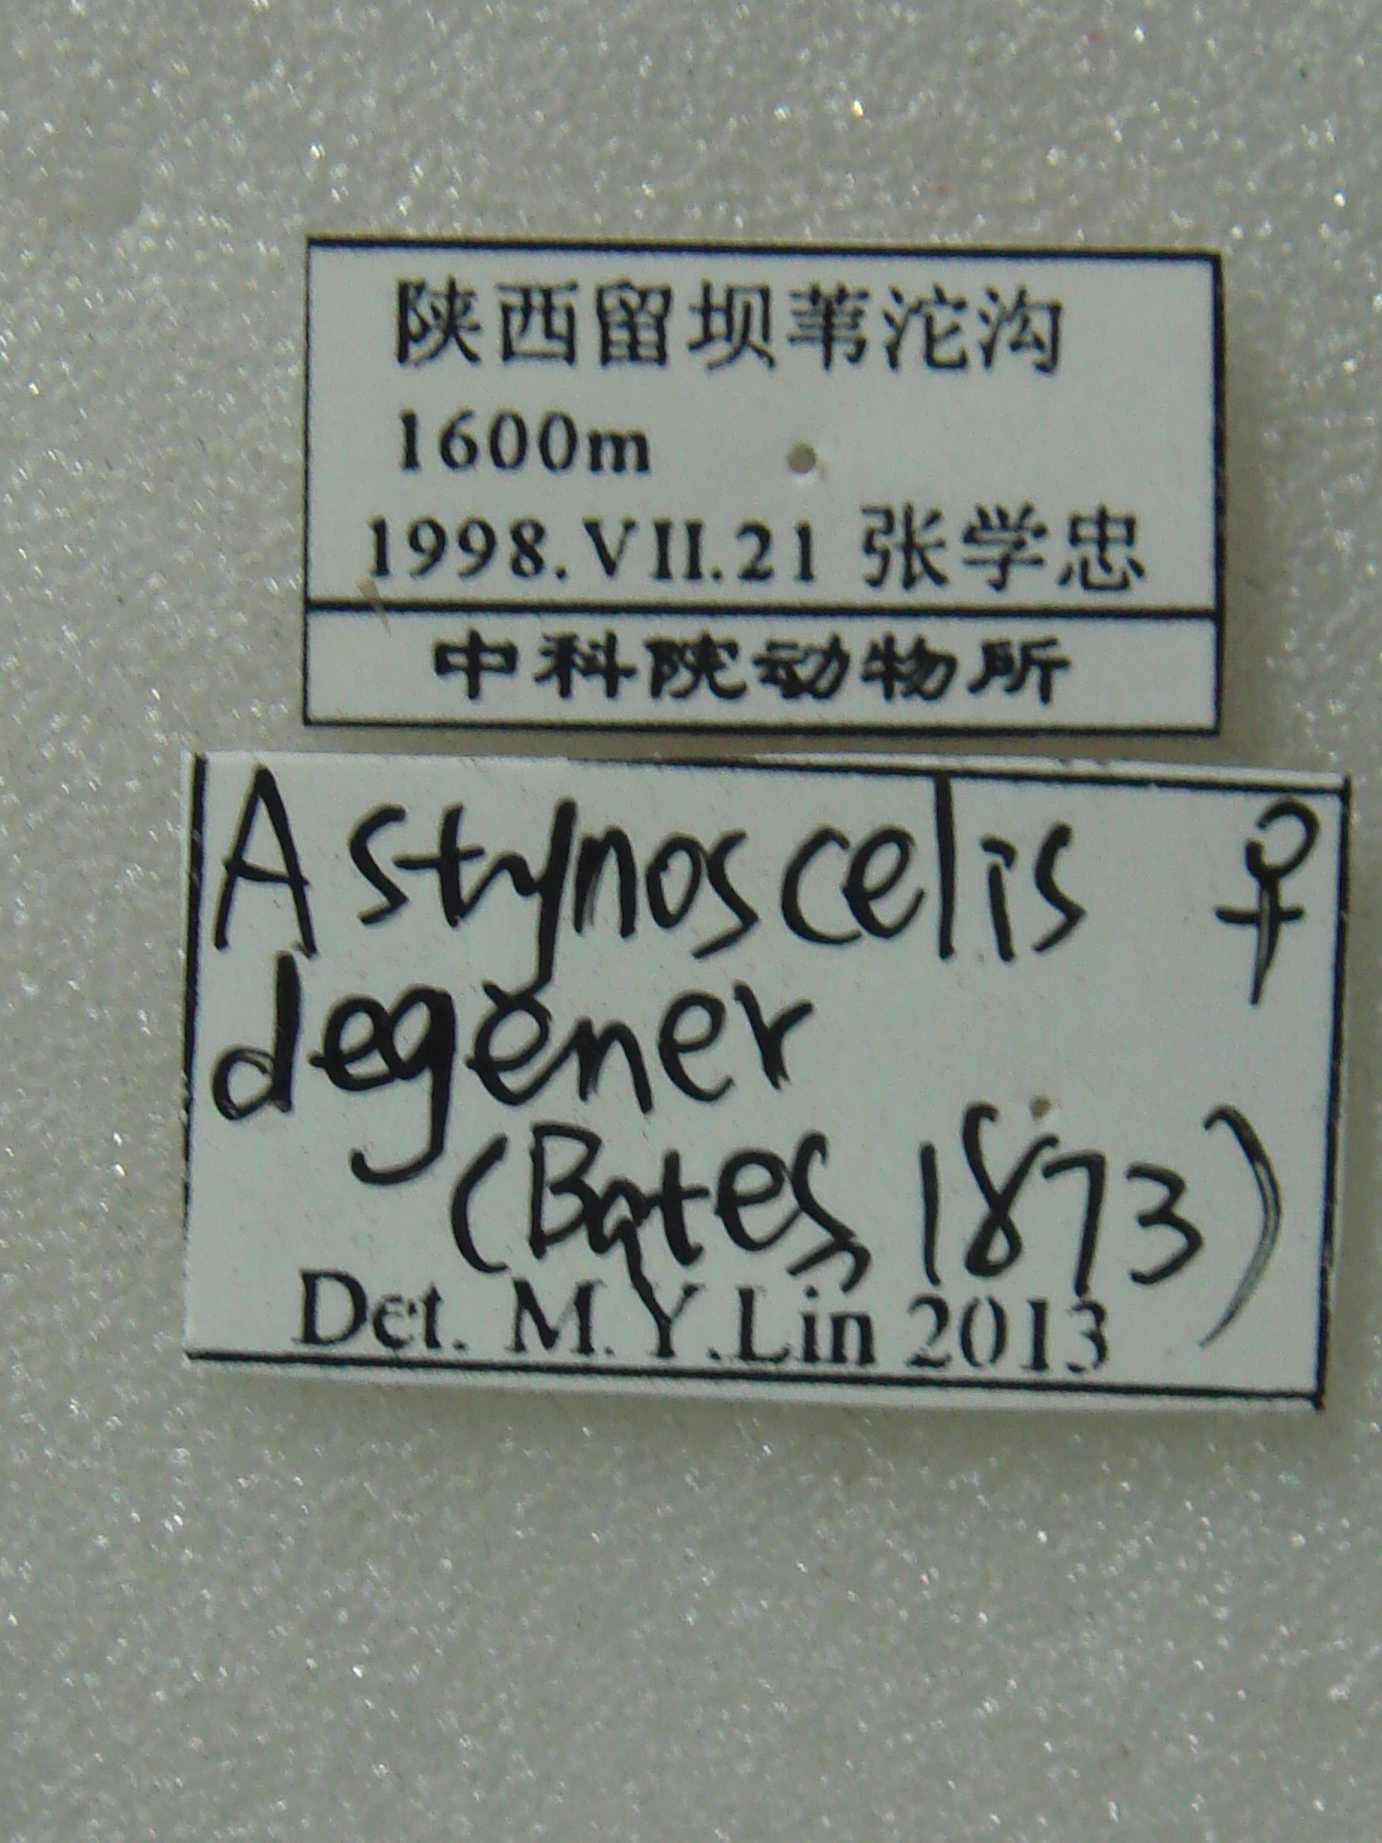 陕西留坝苇沱沟
1600m
1998.VII.21 张学忠
中科院动物所
Astynoscelis ♀
degener
(Bates, 1873)
Det. M.Y.Lin 2013